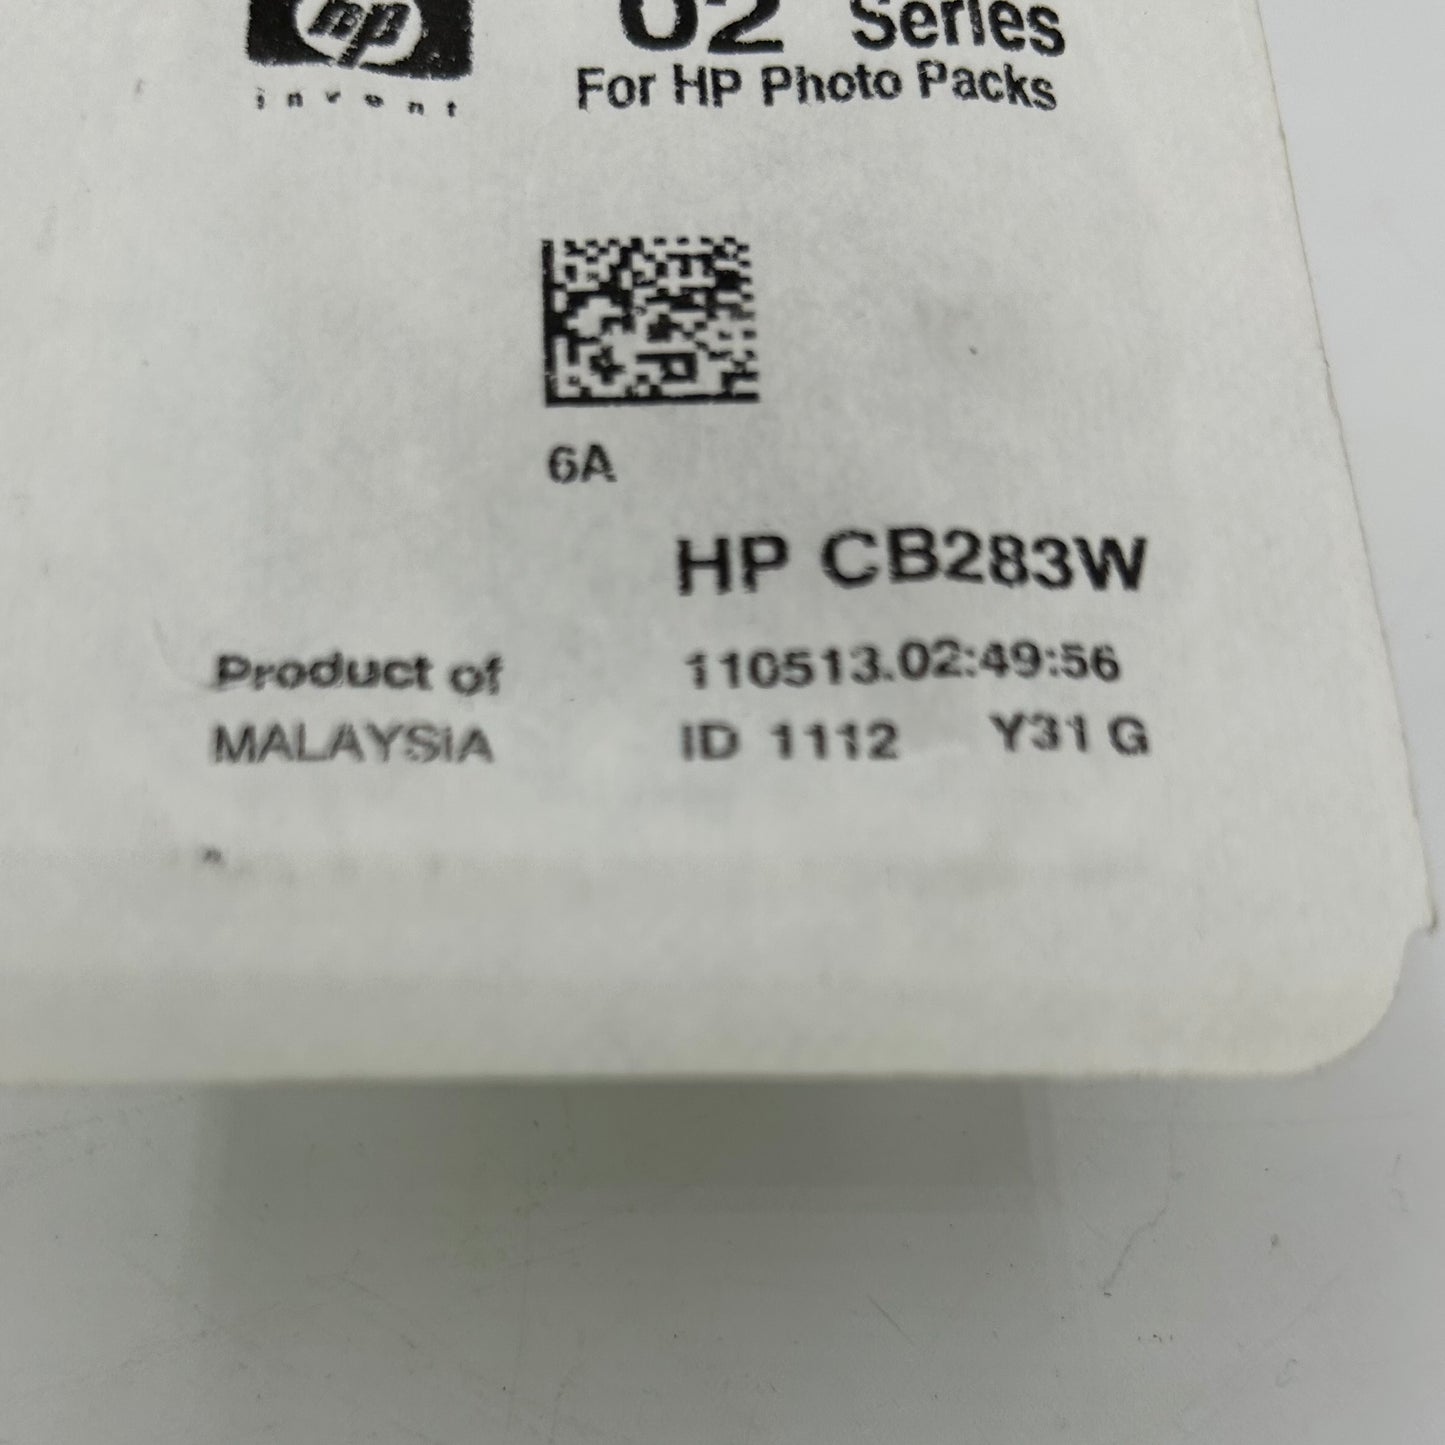 hp
invent
02 Series
For HP Photo Packs
6A
HP CB283W
Product of
MALAYSIA
110513.02:49:56
ID 1112 Y31 G